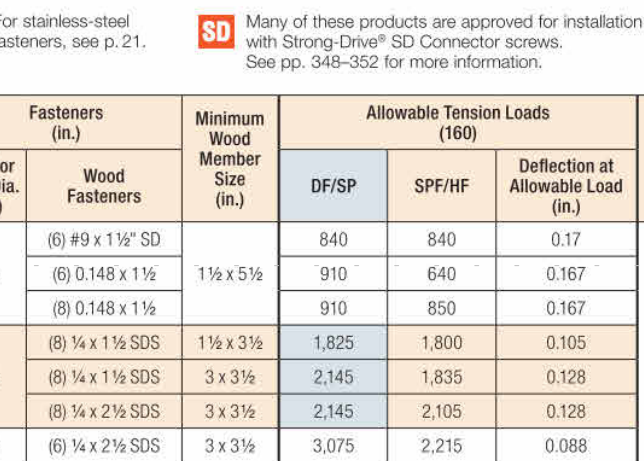 For stainless-steel
fasteners, see p. 21.
SD
Many of these products are approved for installation
with Strong-Drive® SD Connector screws.
See pp. 348–352 for more information.
Fasteners
(in.)
Minimum
Wood
Member
Size
(in.)
Allowable Tension Loads
(160)
Wood
Fasteners
DF/SP
SPF/HF
Deflection at
Allowable Load
(in.)
(6) #9 x 1½" SD 840 840 0.17
(6) 0.148 x 1½ 1½ x 5½ 910 640 0.167
(8) 0.148 x 1½ 910 850 0.167
(8) ¼ x 1½ SDS 1½ x 3½ 1,825 1,800 0.105
(8) ¼ x 1½ SDS 3 x 3½ 2,145 1,835 0.128
(8) ¼ x 2½ SDS 3 x 3½ 2,145 2,105 0.128
(6) ¼ x 2½ SDS 3 x 3½ 3,075 2,215 0.088